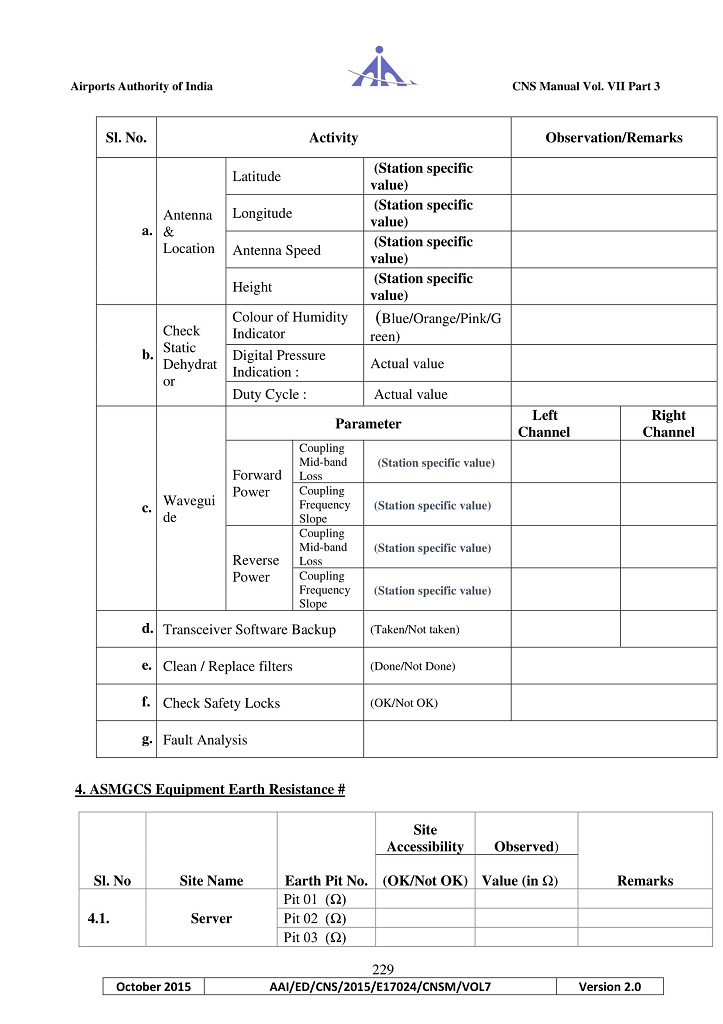 Airports Authority of India CNS Manual Vol. VII Part 3
Sl. No. Activity Observation/Remarks
a. Antenna & Location
Latitude (Station specific value)
Longitude (Station specific value)
Antenna Speed (Station specific value)
Height (Station specific value)
b. Check Static Dehydrat or
Colour of Humidity Indicator (Blue/Orange/Pink/G reen)
Digital Pressure Indication : Actual value
Duty Cycle : Actual value
c. Wavegui de
Parameter Left Channel Right Channel
Forward Power
Coupling Mid-band Loss (Station specific value)
Coupling Frequency Slope (Station specific value)
Reverse Power
Coupling Mid-band Loss (Station specific value)
Coupling Frequency Slope (Station specific value)
d. Transceiver Software Backup (Taken/Not taken)
e. Clean / Replace filters (Done/Not Done)
f. Check Safety Locks (OK/Not OK)
g. Fault Analysis
4. ASMGCS Equipment Earth Resistance #
Sl. No Site Name Earth Pit No. Site Accessibility (OK/Not OK) Observed) Value (in Ω) Remarks
4.1. Server
Pit 01 (Ω)
Pit 02 (Ω)
Pit 03 (Ω)
229
October 2015 AAI/ED/CNS/2015/E17024/CNSM/VOL7 Version 2.0